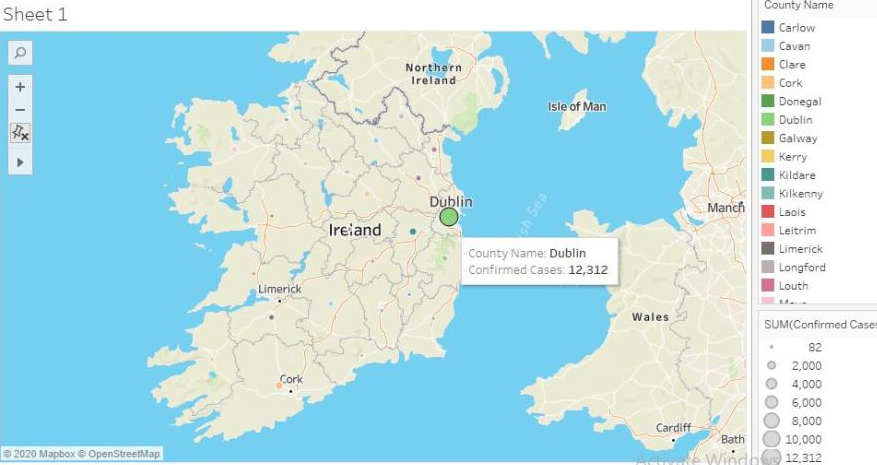 Sheet 1
Northern
Ireland
Isle of Man
Dublin
Manch
Ireland
County Name: Dublin
Confirmed Cases: 12,312
Limerick
Wales
Cork
Cardiff
Bath
© 2020 Mapbox © OpenStreetMap
County Name
Carlow
Cavan
Clare
Cork
Donegal
Dublin
Galway
Kerry
Kildare
Kilkenny
Laois
Leitrim
Limerick
Longford
Louth
SUM(Confirmed Cases
82
2,000
4,000
6,000
8,000
10,000
12,312
Activate Windows